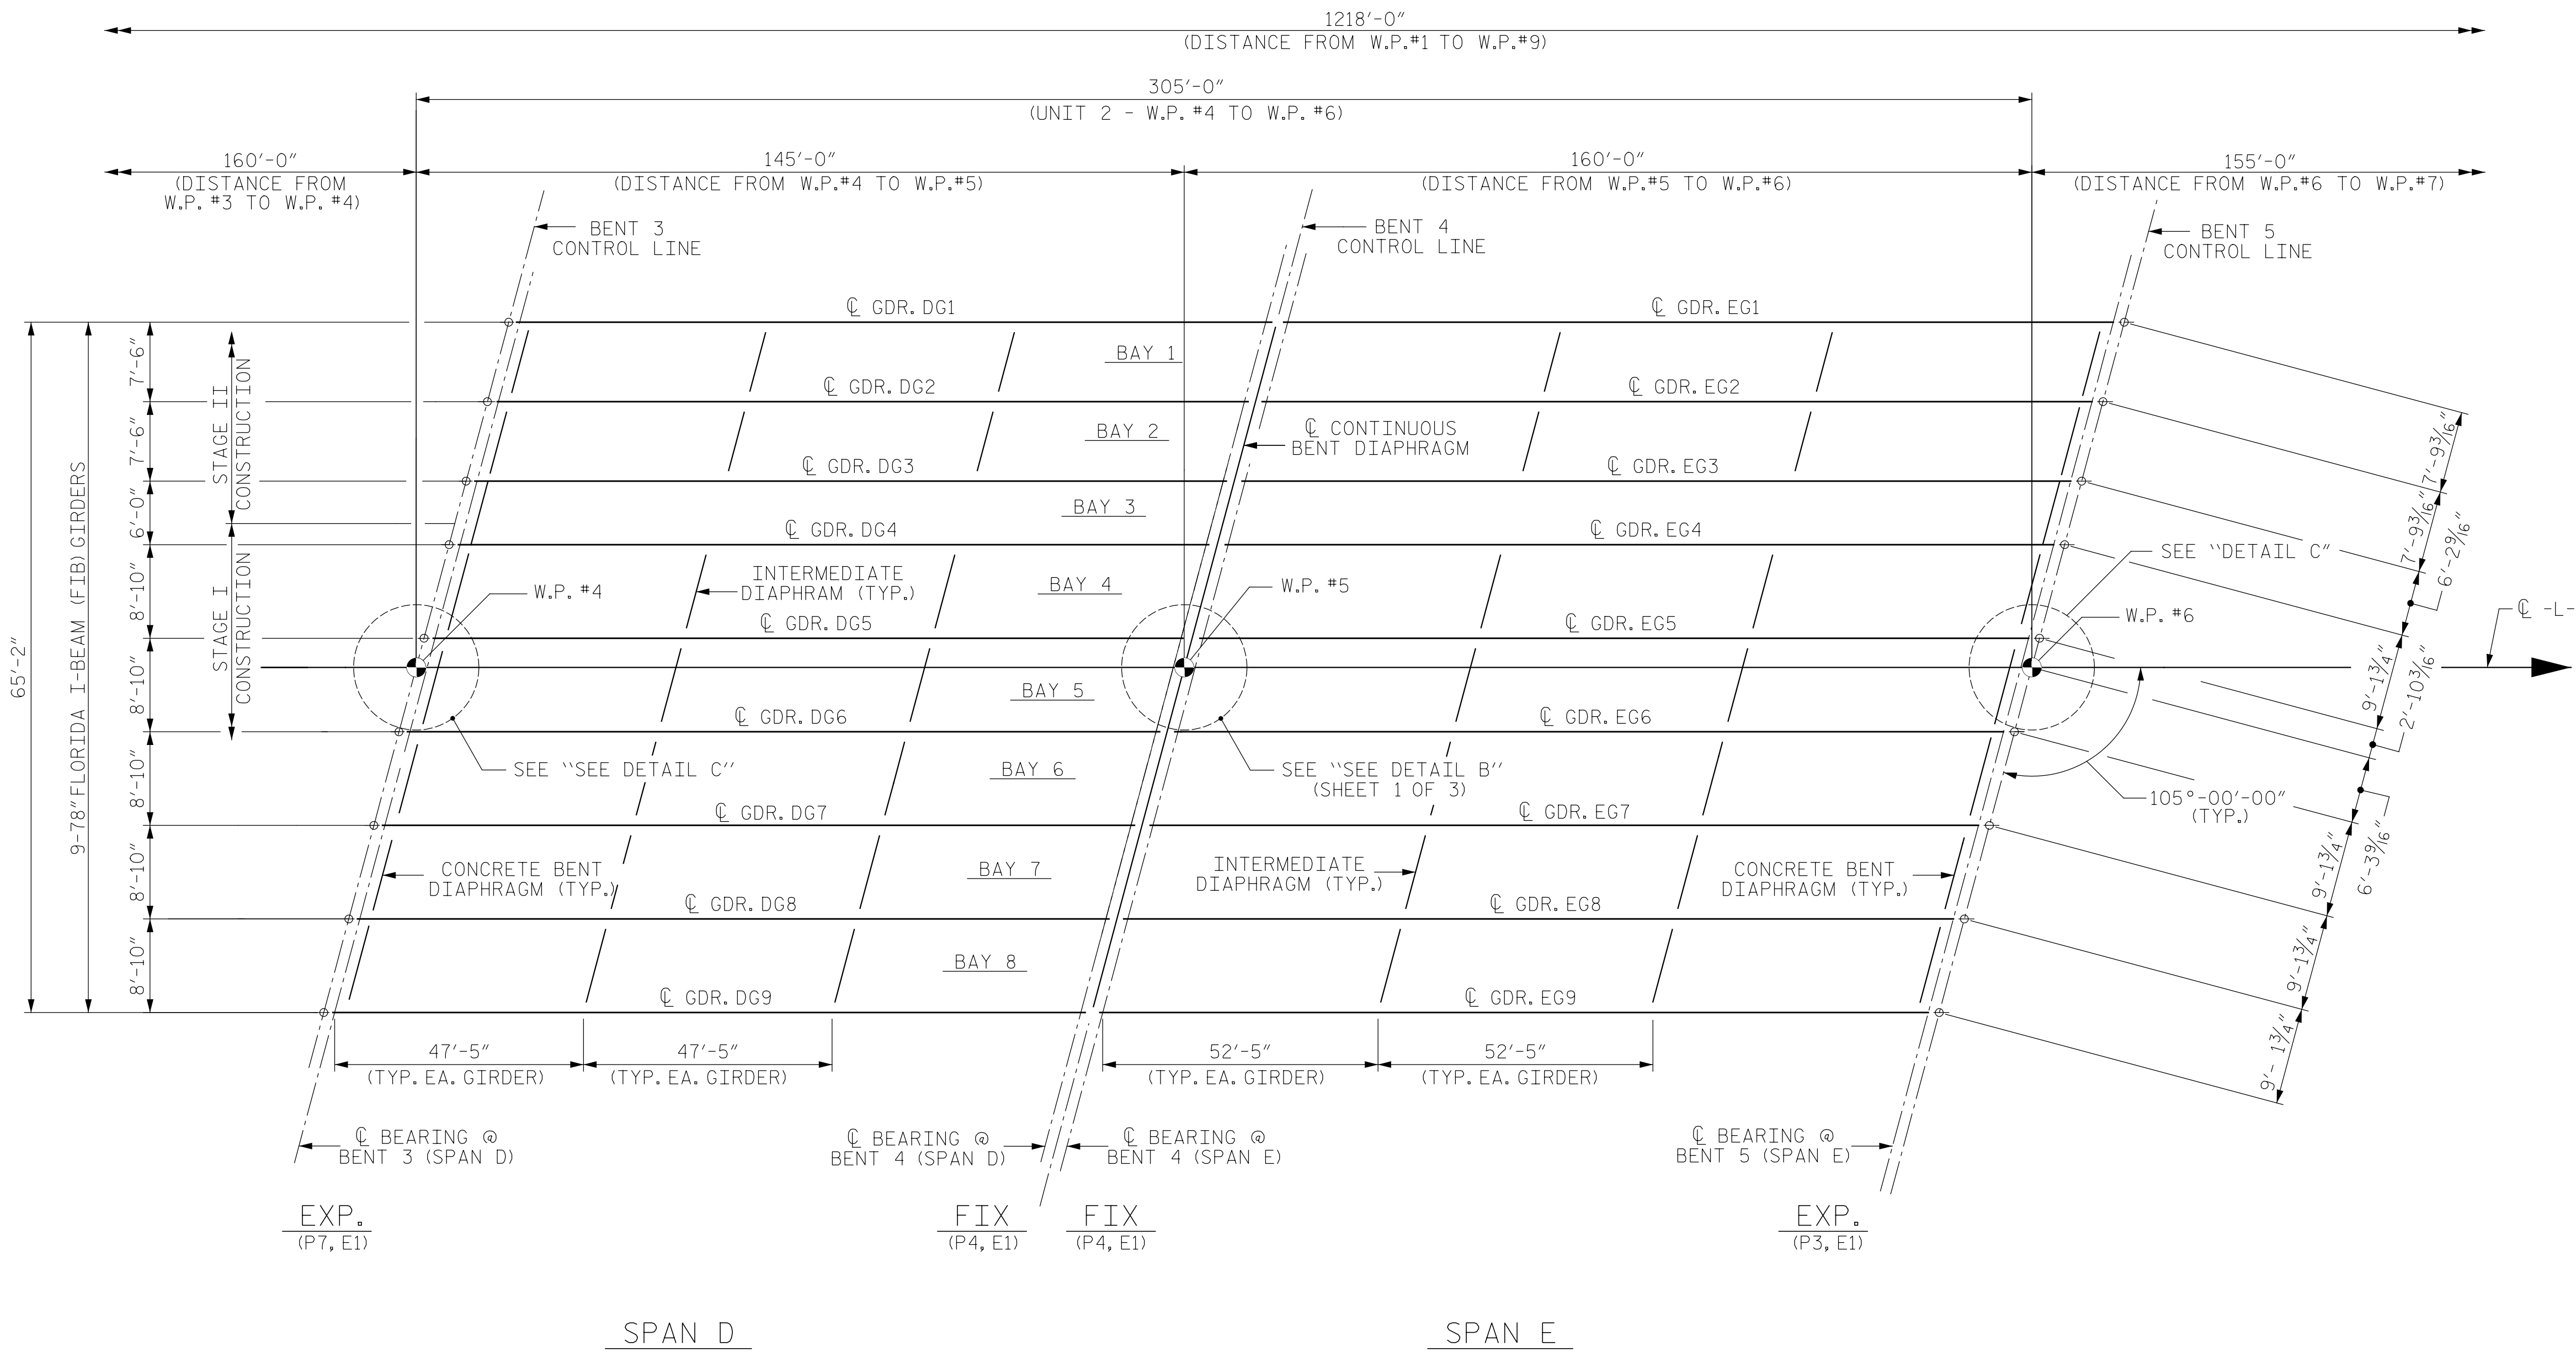 1218'-0"
(DISTANCE FROM W.P.#1 TO W.P.#9)
305'-0"
(UNIT 2 - W.P. #4 TO W.P. #6)
160'-0"
(DISTANCE FROM
W.P. #3 TO W.P. #4)
145'-0"
(DISTANCE FROM W.P.#4 TO W.P.#5)
160'-0"
(DISTANCE FROM W.P.#5 TO W.P.#6)
155'-0"
(DISTANCE FROM W.P.#6 TO W.P.#7)
BENT 3
CONTROL LINE
BENT 4
CONTROL LINE
BENT 5
CONTROL LINE
65'-2"
9-78" FLORIDA I-BEAM (FIB) GIRDERS
7'-6"
7'-6"
6'-0"
8'-10"
8'-10"
8'-10"
8'-10"
8'-10"
STAGE II
CONSTRUCTION
STAGE I
CONSTRUCTION
℄ GDR. DG1
℄ GDR. EG1
BAY 1
℄ GDR. DG2
℄ GDR. EG2
BAY 2
℄ CONTINUOUS
BENT DIAPHRAGM
℄ GDR. DG3
℄ GDR. EG3
BAY 3
℄ GDR. DG4
℄ GDR. EG4
INTERMEDIATE
DIAPHRAM (TYP.)
BAY 4
W.P. #4
W.P. #5
SEE ‘‘DETAIL C’’
W.P. #6
℄ -L-
℄ GDR. DG5
℄ GDR. EG5
BAY 5
℄ GDR. DG6
℄ GDR. EG6
SEE ‘‘SEE DETAIL C’’
BAY 6
SEE ‘‘SEE DETAIL B’’
(SHEET 1 OF 3)
105°-00'-00"
(TYP.)
℄ GDR. DG7
℄ GDR. EG7
CONCRETE BENT
DIAPHRAGM (TYP.)
BAY 7
INTERMEDIATE
DIAPHRAGM (TYP.)
CONCRETE BENT
DIAPHRAGM (TYP.)
℄ GDR. DG8
℄ GDR. EG8
BAY 8
℄ GDR. DG9
℄ GDR. EG9
7'-9 3/16"
7'-9 3/16"
6'-2 9/16"
9'-1 3/4"
2'-10 3/16"
6'-3 9/16"
9'-1 3/4"
9'-1 3/4"
9'- 1 3/4"
47'-5"
(TYP. EA. GIRDER)
47'-5"
(TYP. EA. GIRDER)
52'-5"
(TYP. EA. GIRDER)
52'-5"
(TYP. EA. GIRDER)
℄ BEARING @
BENT 3 (SPAN D)
℄ BEARING @
BENT 4 (SPAN D)
℄ BEARING @
BENT 4 (SPAN E)
℄ BEARING @
BENT 5 (SPAN E)
EXP.
(P7, E1)
FIX
(P4, E1)
FIX
(P4, E1)
EXP.
(P3, E1)
SPAN D
SPAN E